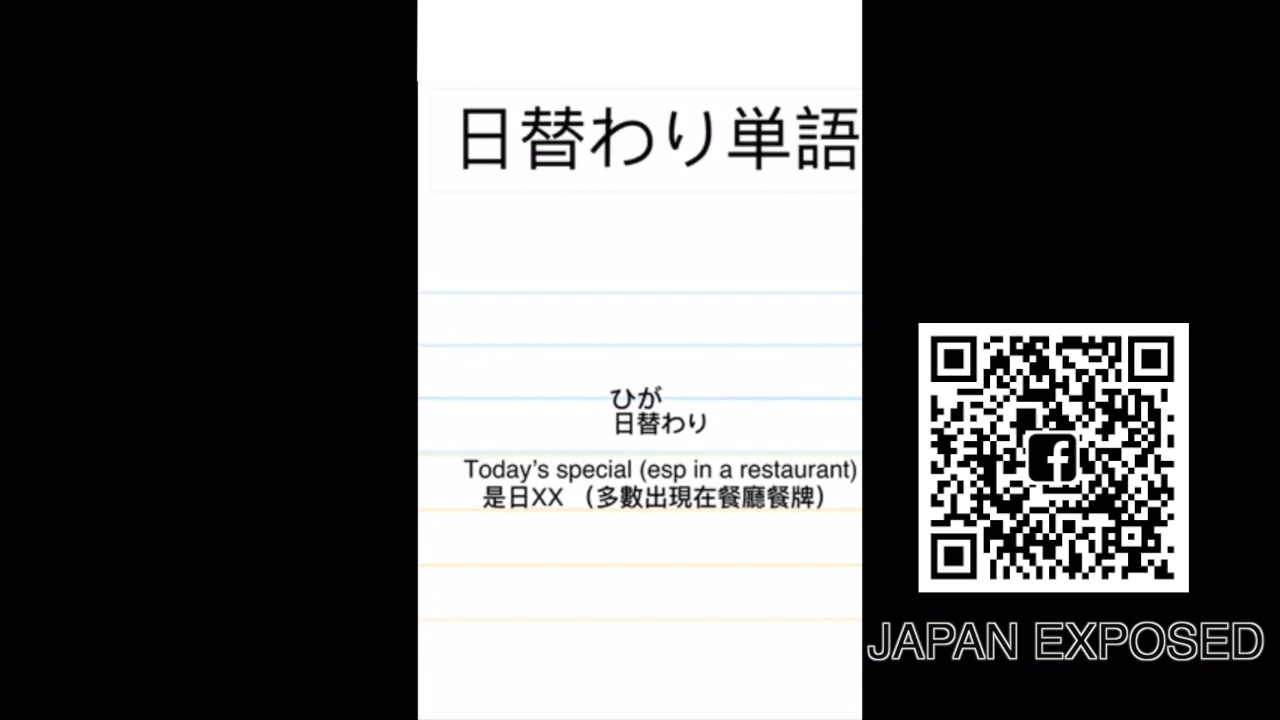 日替わり単語
ひが
日替わり
Today's special (esp in a restaurant)
是日XX （多數出現在餐廳餐牌）
JAPAN EXPOSED